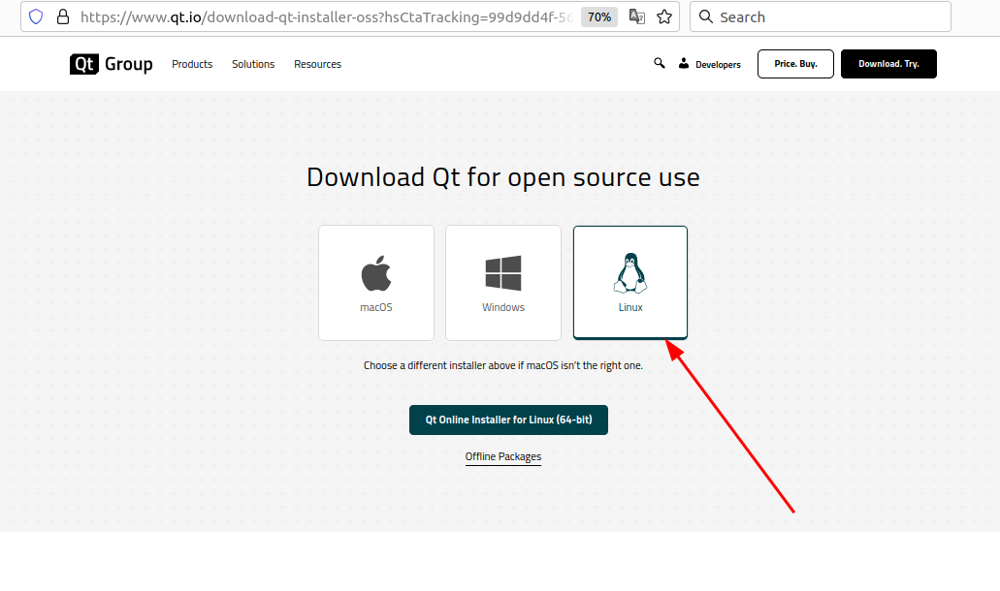 https://www.qt.io/download-qt-installer-oss?hsCtaTracking=99d9dd4f-56
70%
Search
Qt Group
Products
Solutions
Resources
Developers
Price. Buy.
Download. Try.
Download Qt for open source use
macOS
Windows
Linux
Choose a different installer above if macOS isn't the right one.
Qt Online Installer for Linux (64-bit)
Offline Packages